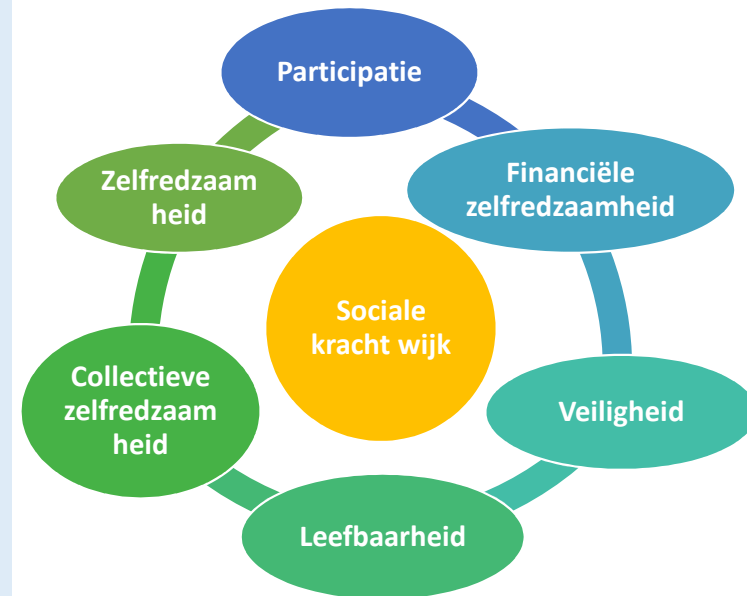 Participatie
Financiële
zelfredzaamheid
Zelfredzaam
heid
Sociale
kracht wijk
Collectieve
zelfredzaam
heid
Veiligheid
Leefbaarheid